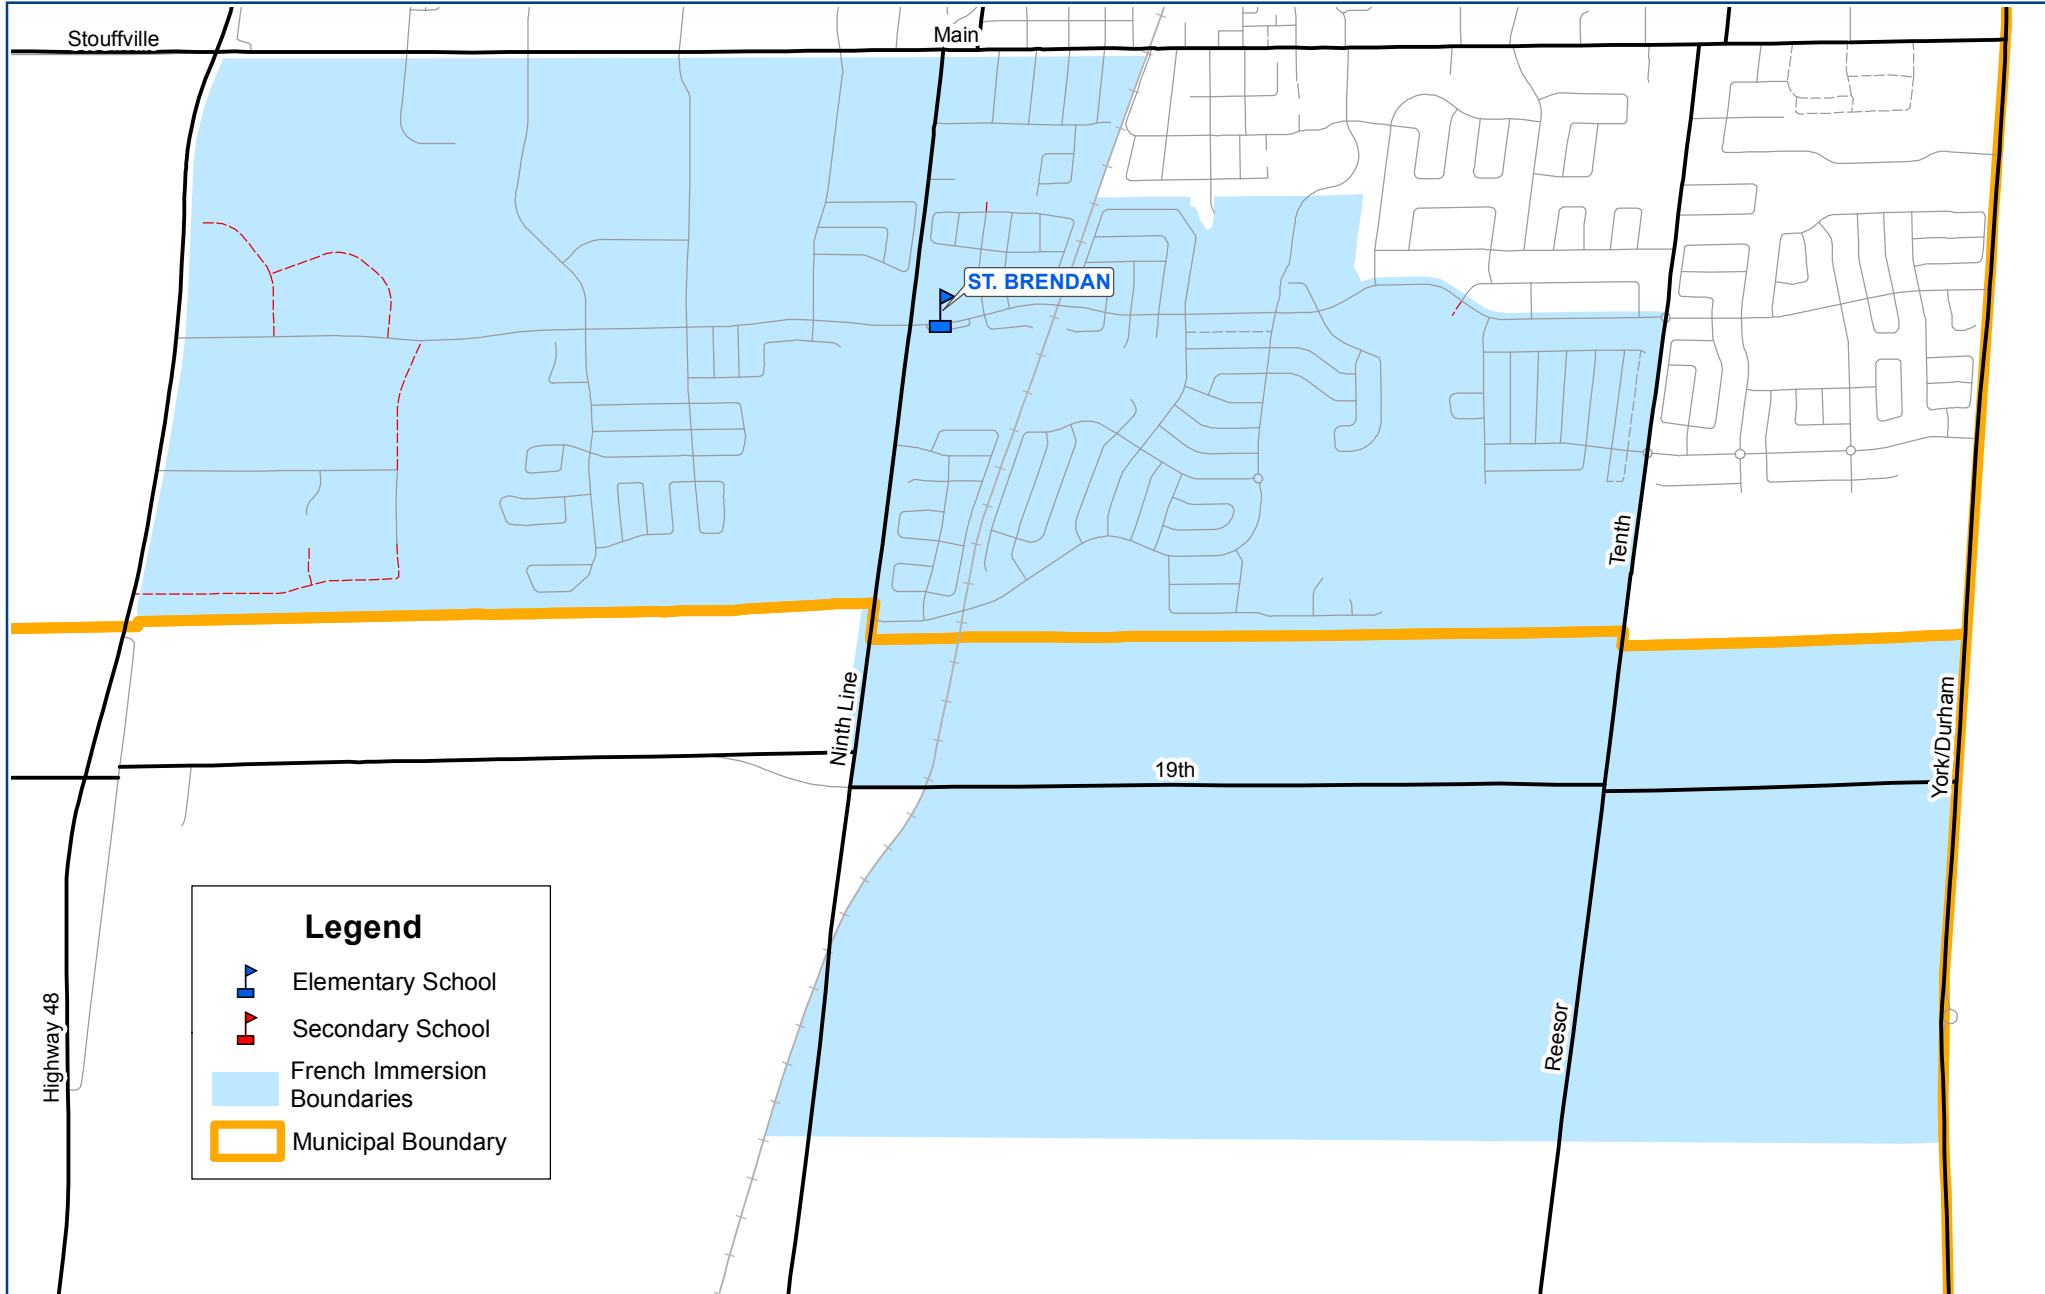 Stouffville
Main
ST. BRENDAN
Tenth
Ninth Line
York/Durham
19th
Highway 48
Reesor
Legend
Elementary School
Secondary School
French Immersion
Boundaries
Municipal Boundary